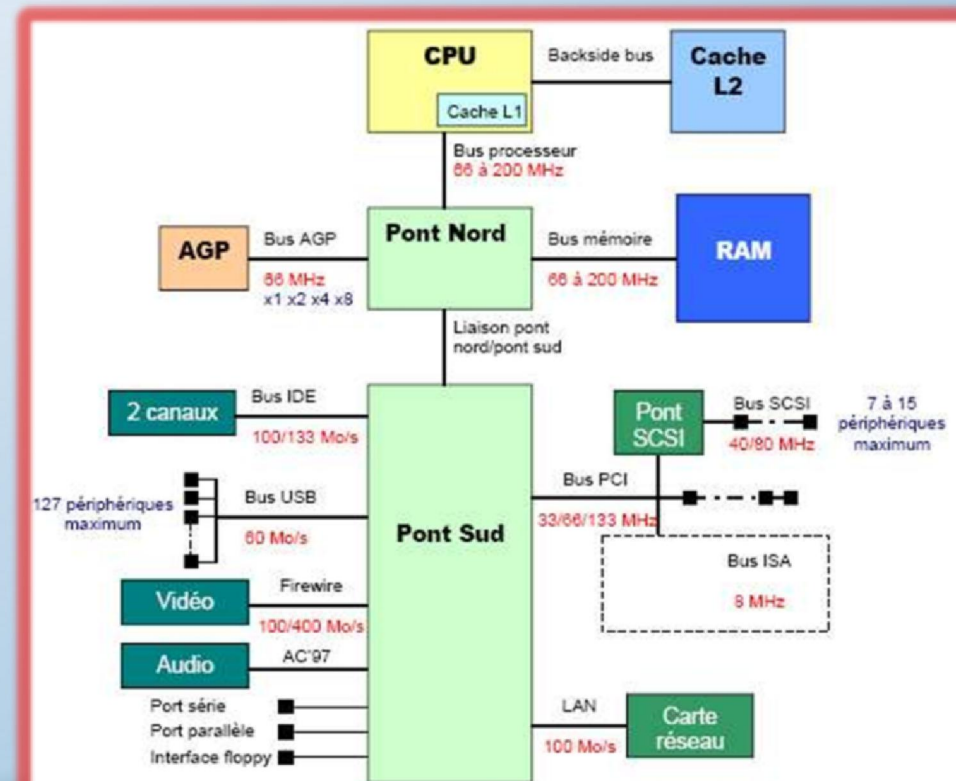 CPU
Cache L1
Backside bus
Cache
L2
Bus processeur
66 à 200 MHz
AGP
Bus AGP
66 MHz
x1 x2 x4 x8
Pont Nord
Bus mémoire
66 à 200 MHz
RAM
Liaison pont
nord/pont sud
2 canaux
Bus IDE
100/133 Mo/s
Pont
SCSI
Bus SCSI
40/80 MHz
7 à 15
périphériques
maximum
127 périphériques
maximum
Bus USB
60 Mo/s
Pont Sud
Bus PCI
33/66/133 MHz
Bus ISA
8 MHz
Vidéo
Firewire
100/400 Mo/s
Audio
AC'97
Port série
Port parallèle
Interface floppy
LAN
100 Mo/s
Carte
réseau